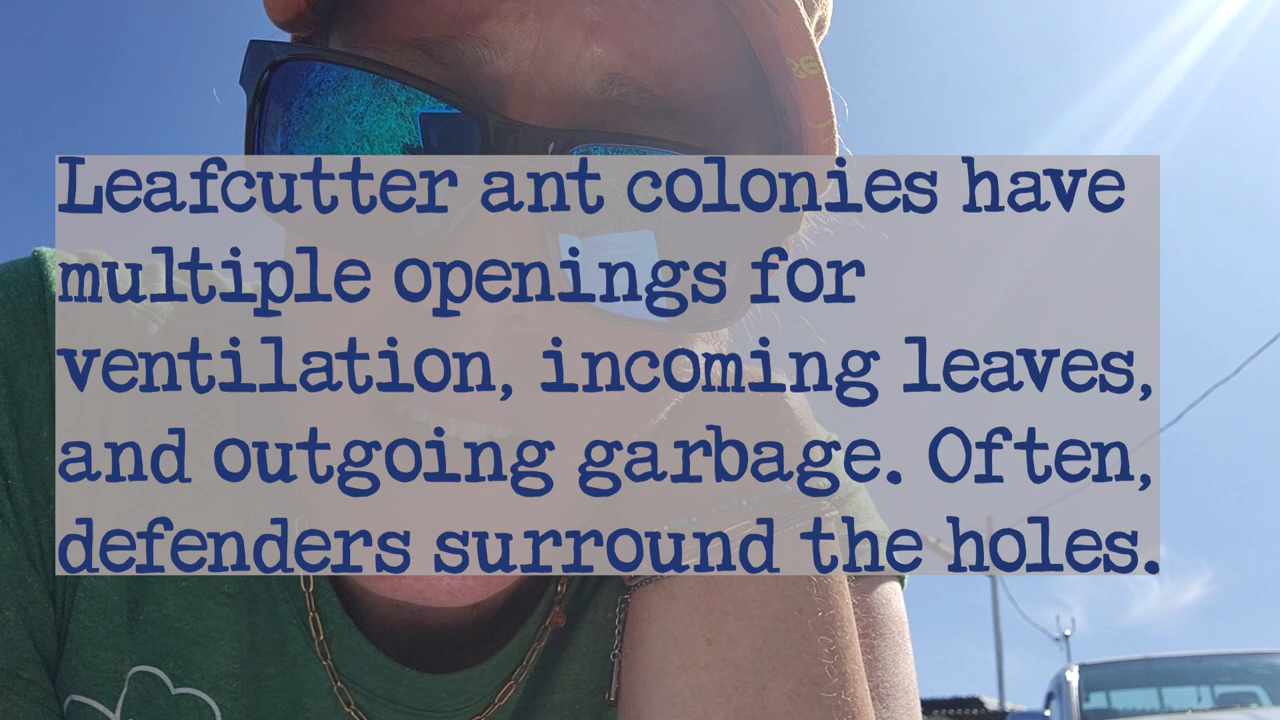 Leafcutter ant colonies have
multiple openings for
ventilation, incoming leaves,
and outgoing garbage. Often,
defenders surround the holes.